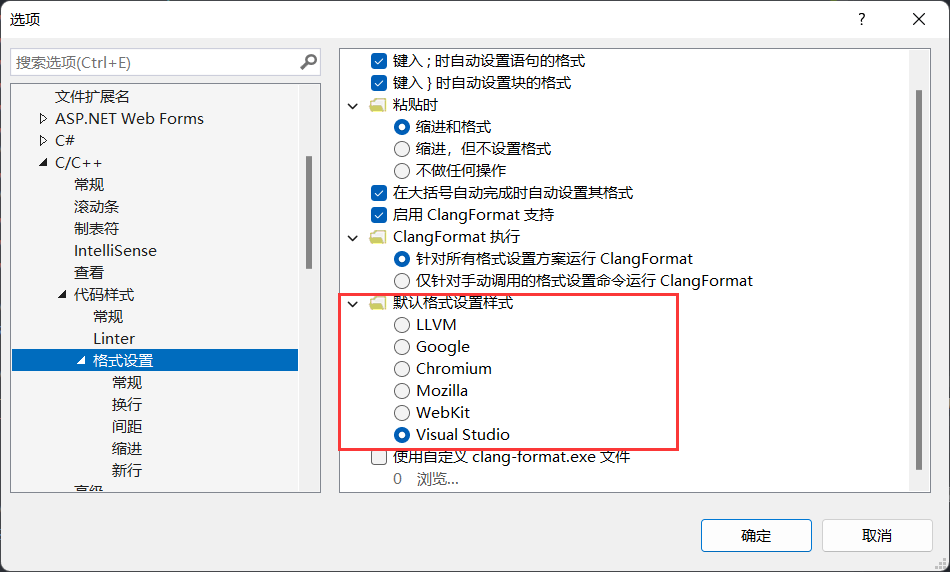 选项
?
搜索选项(Ctrl+E)
文件扩展名
ASP.NET Web Forms
C#
C/C++
常规
滚动条
制表符
IntelliSense
查看
代码样式
常规
Linter
格式设置
常规
换行
间距
缩进
新行
高级
键入 ; 时自动设置语句的格式
键入 } 时自动设置块的格式
粘贴时
缩进和格式
缩进，但不设置格式
不做任何操作
在大括号自动完成时自动设置其格式
启用 ClangFormat 支持
ClangFormat 执行
针对所有格式设置方案运行 ClangFormat
仅针对手动调用的格式设置命令运行 ClangFormat
默认格式设置样式
LLVM
Google
Chromium
Mozilla
WebKit
Visual Studio
使用自定义 clang-format.exe 文件
0 浏览...
确定
取消